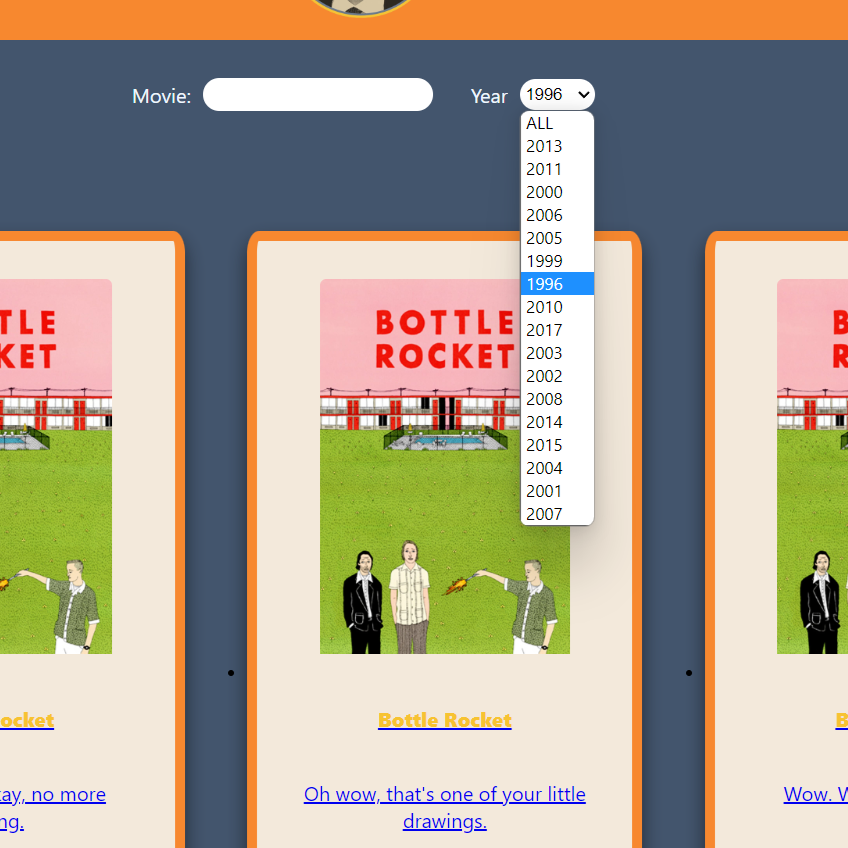 Movie:
Year
1996
ALL
2013
2011
2000
2006
2005
1999
1996
2010
2017
2003
2002
2008
2014
2015
2004
2001
2007
TLE
KET
BOTTLE
ROCKET
B
R
ocket
Bottle Rocket
B
ay, no more
ng.
Oh wow, that's one of your little
drawings.
Wow. W